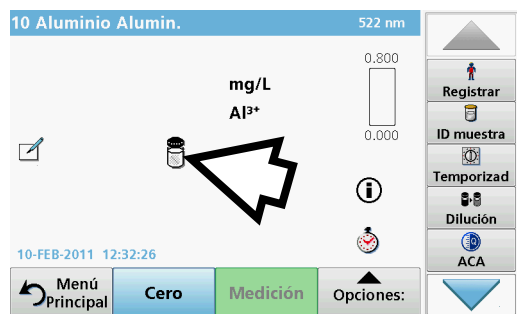 10 Aluminio Alumin. 522 nm
0.800
mg/L
Al³⁺
0.000
10-FEB-2011 12:32:26
Menú
Principal
Cero
Medición
Opciones:
Registrar
ID muestra
Temporizad
Dilución
ACA